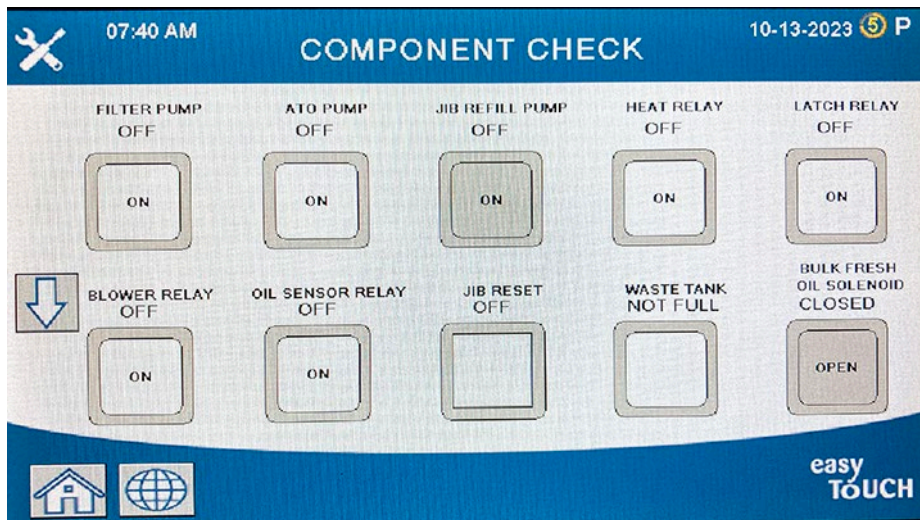 07:40 AM
COMPONENT CHECK
10-13-2023 5 P
FILTER PUMP
OFF
ON
ATO PUMP
OFF
ON
JIB REFILL PUMP
OFF
ON
HEAT RELAY
OFF
ON
LATCH RELAY
OFF
ON
BLOWER RELAY
OFF
ON
OIL SENSOR RELAY
OFF
ON
JIB RESET
OFF
WASTE TANK
NOT FULL
BULK FRESH
OIL SOLENOID
CLOSED
OPEN
easy
TOUCH